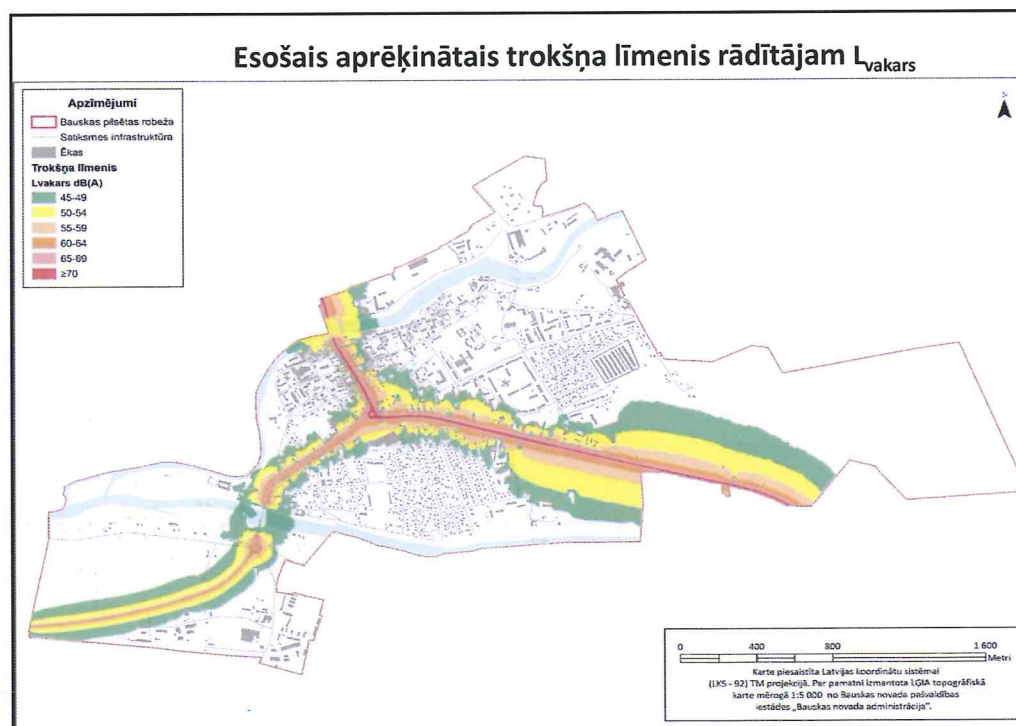 Esošais aprēķinātais trokšņa līmenis rādītājam Lvakars
Apzīmējumi
Bauskas pilsētas robeža
Satiksmes infrastruktūra
Ēkas
Trokšņa līmenis
Lvakars dB(A)
45-49
50-54
55-59
60-64
65-69
≥70
0 400 800 1 600
Metri
Karte piesaistīta Latvijas koordinātu sistēmai
(LKS - 92) TM projekcijā. Par pamatni izmantota LĢIA topogrāfiskā
karte mērogā 1:5 000 no Bauskas novada pašvaldības
iestādes „Bauskas novada administrācija”.